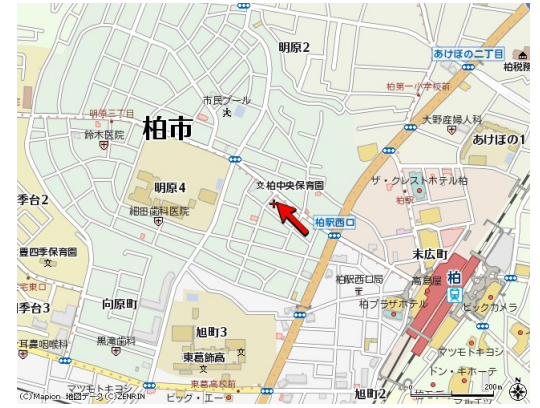 明原2
あけぼの二丁目
柏税務
柏第一小学校前
市民プール
明原三丁目
柏市
鈴木医院
大野産婦人科
あけぼの1
明原4
柏中央保育園
ザ・クレストホテル柏
柏駅
季台2
細田歯科医院
柏駅西口
末広町
豊四季保育園
柏駅西口局
高島屋
柏
宅東口
向原町
柏プラザホテル
ビックカメラ
季台3
旭町3
耳鼻咽喉科
黒滝歯科
東葛飾高
マツモトキヨシ
ドン・キホーテ
東葛高校前
マツモトキヨシ
ビッグ・エー
旭町2
0
200m
(C)Mapion 地図データ(C)ZENRIN